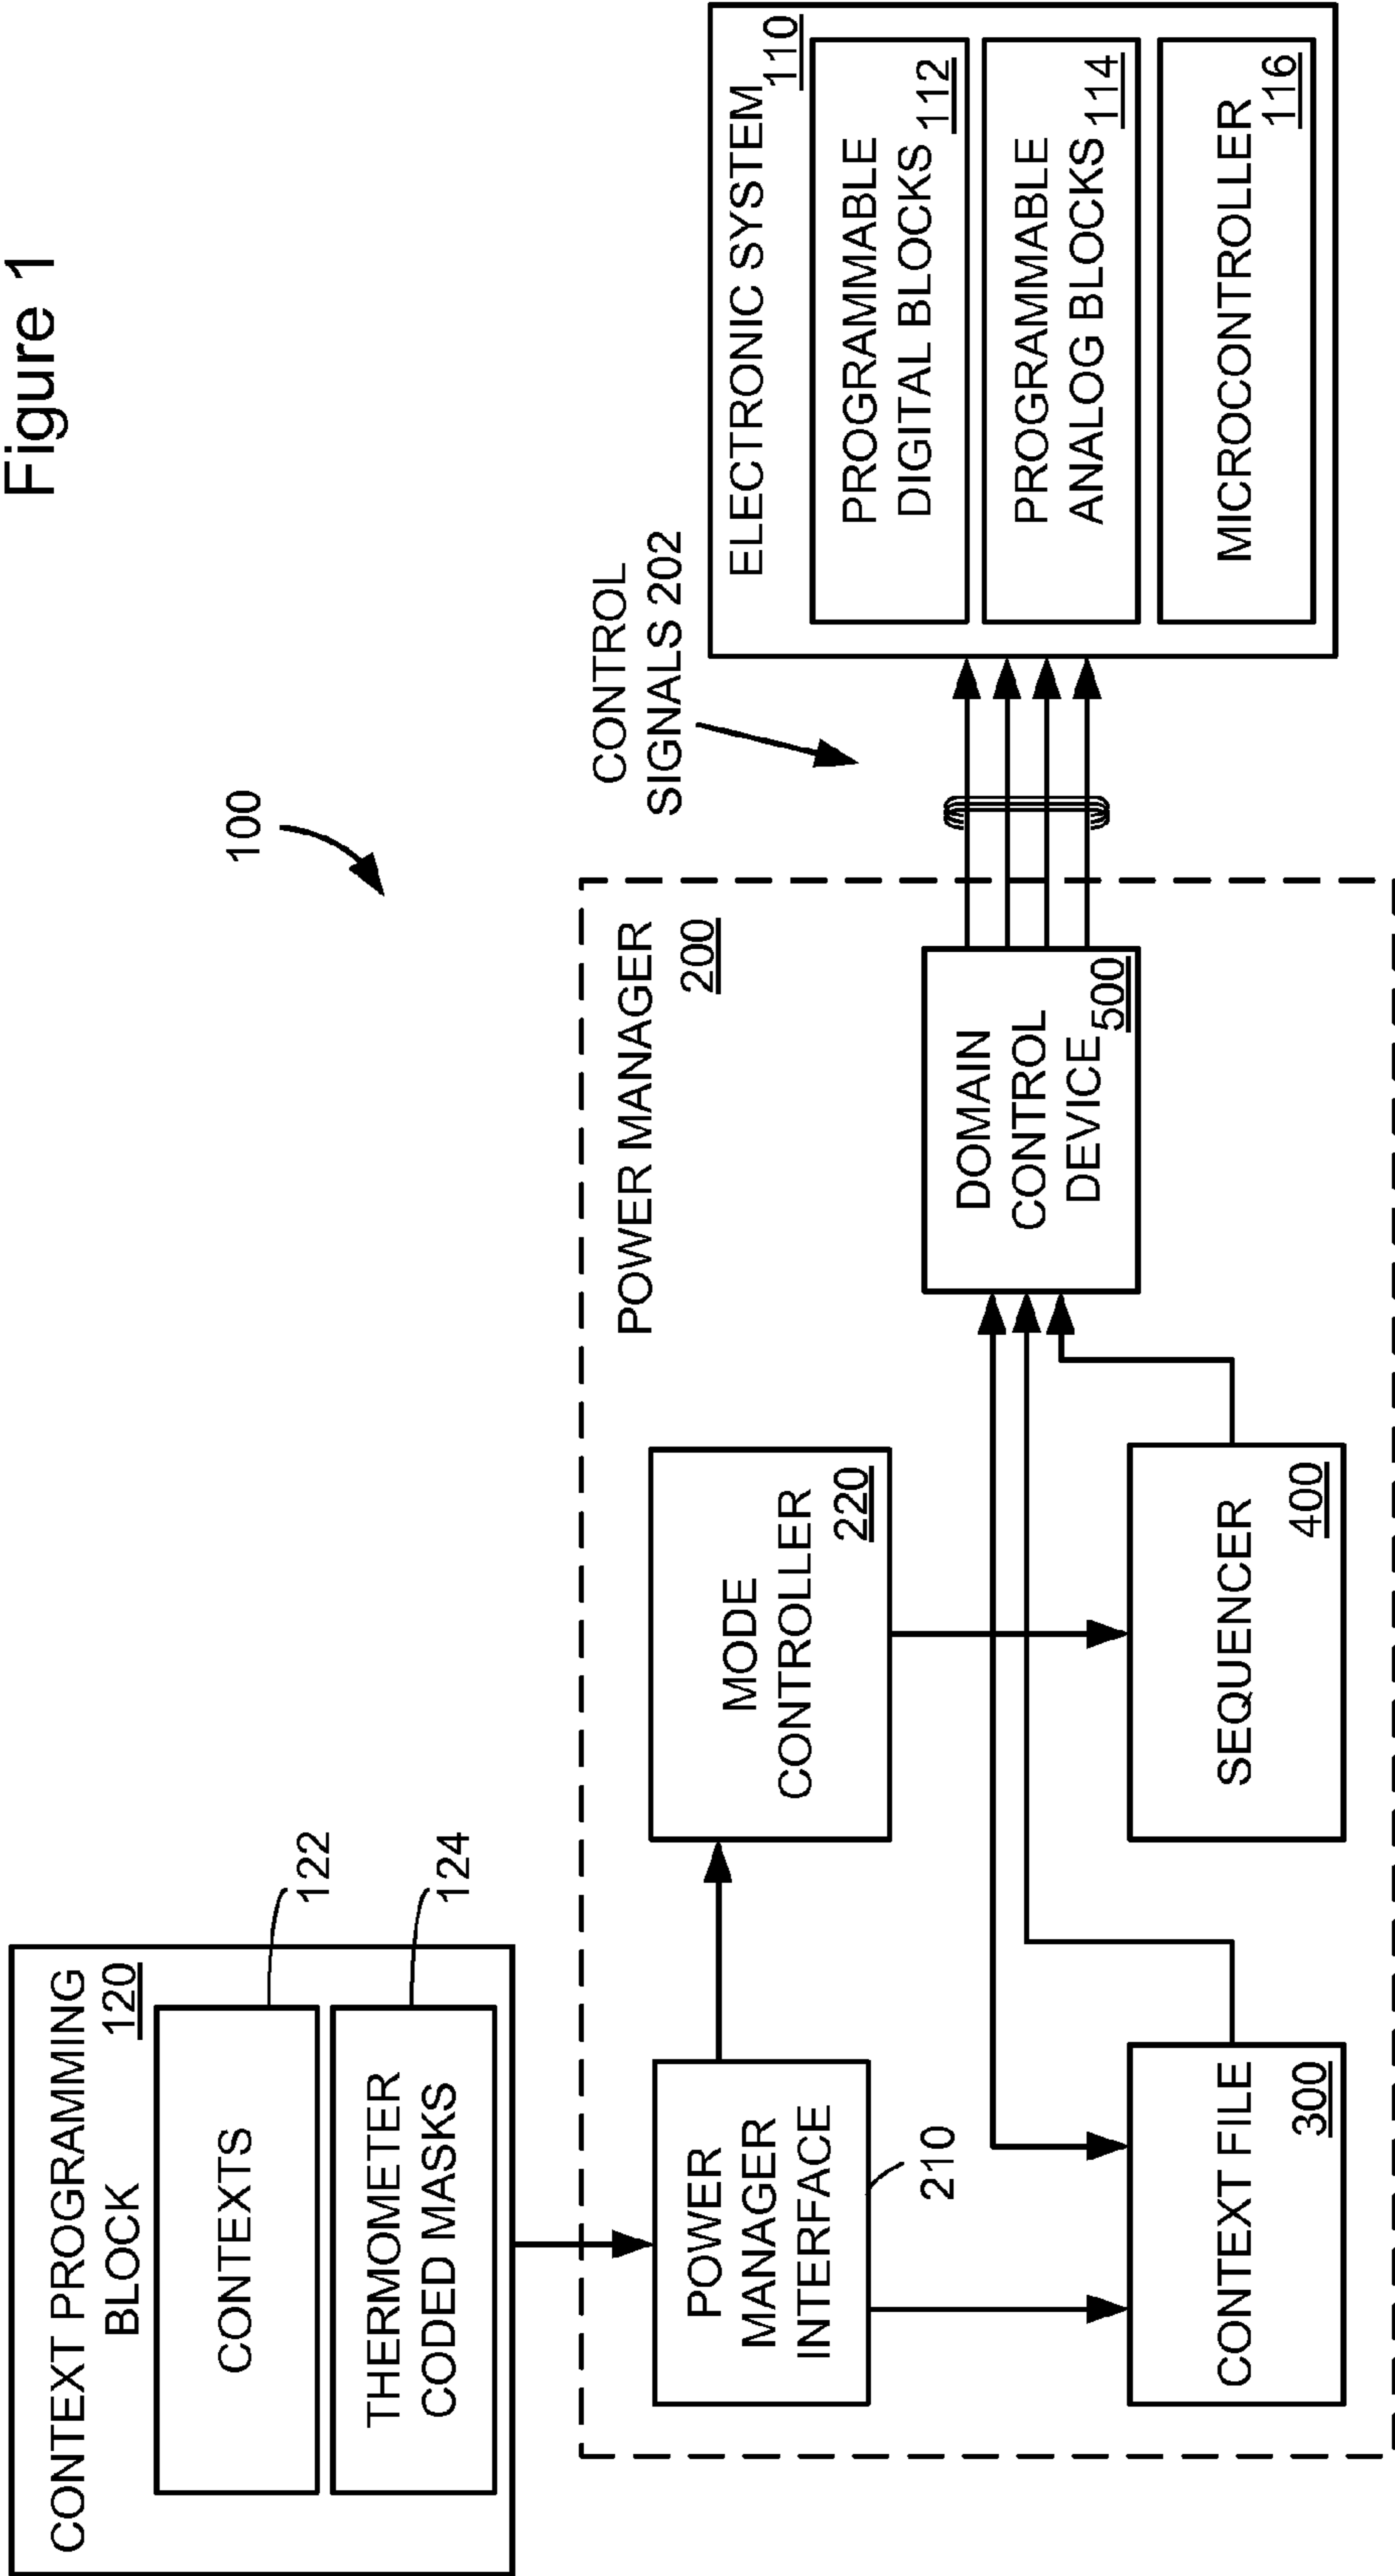 Figure 1
100
CONTEXT PROGRAMMING
BLOCK
120
CONTEXTS
122
THERMOMETER
CODED MASKS
124
POWER MANAGER
200
POWER
MANAGER
INTERFACE
210
MODE
CONTROLLER
220
CONTEXT FILE
300
SEQUENCER
400
DOMAIN
CONTROL
DEVICE
500
CONTROL
SIGNALS 202
ELECTRONIC SYSTEM
110
PROGRAMMABLE
DIGITAL BLOCKS
112
PROGRAMMABLE
ANALOG BLOCKS
114
MICROCONTROLLER
116